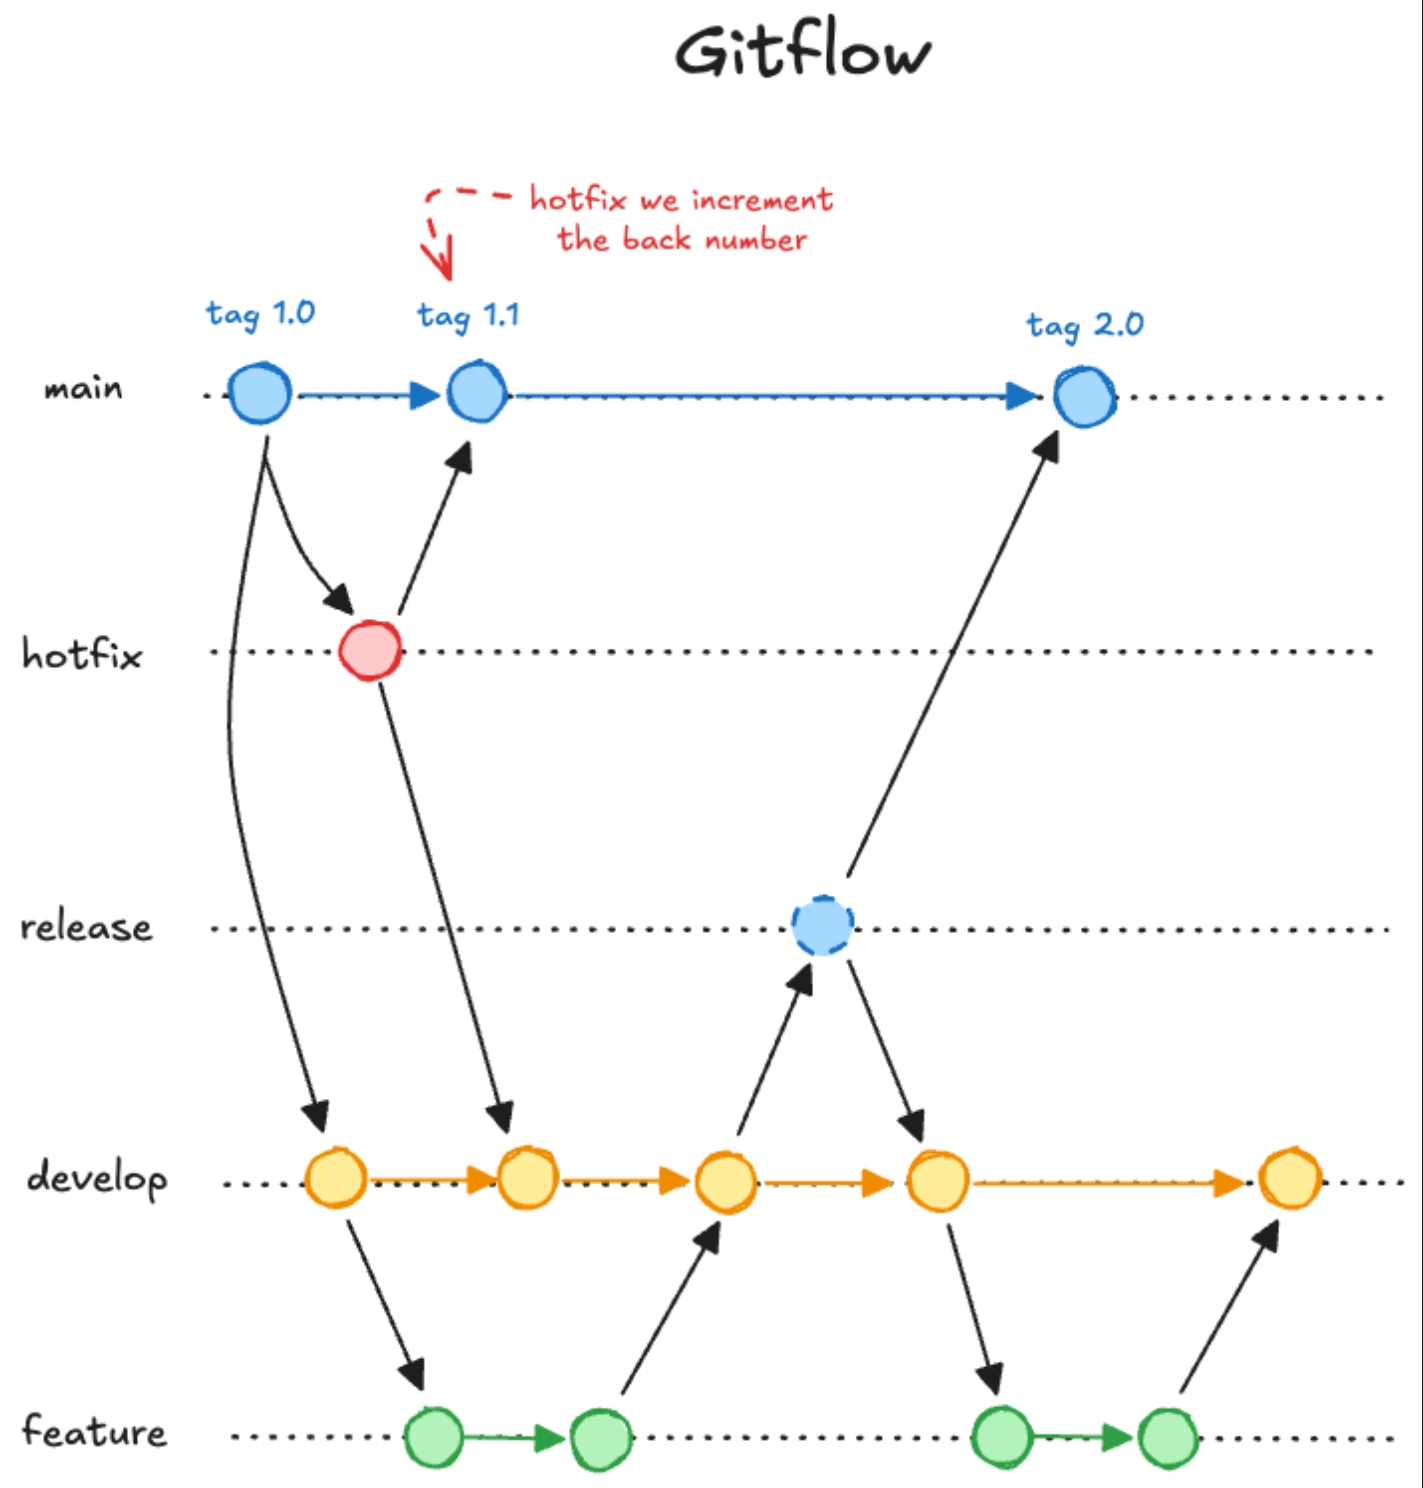 Gitflow
hotfix we increment
the back number
tag 1.0
tag 1.1
tag 2.0
main
hotfix
release
develop
feature